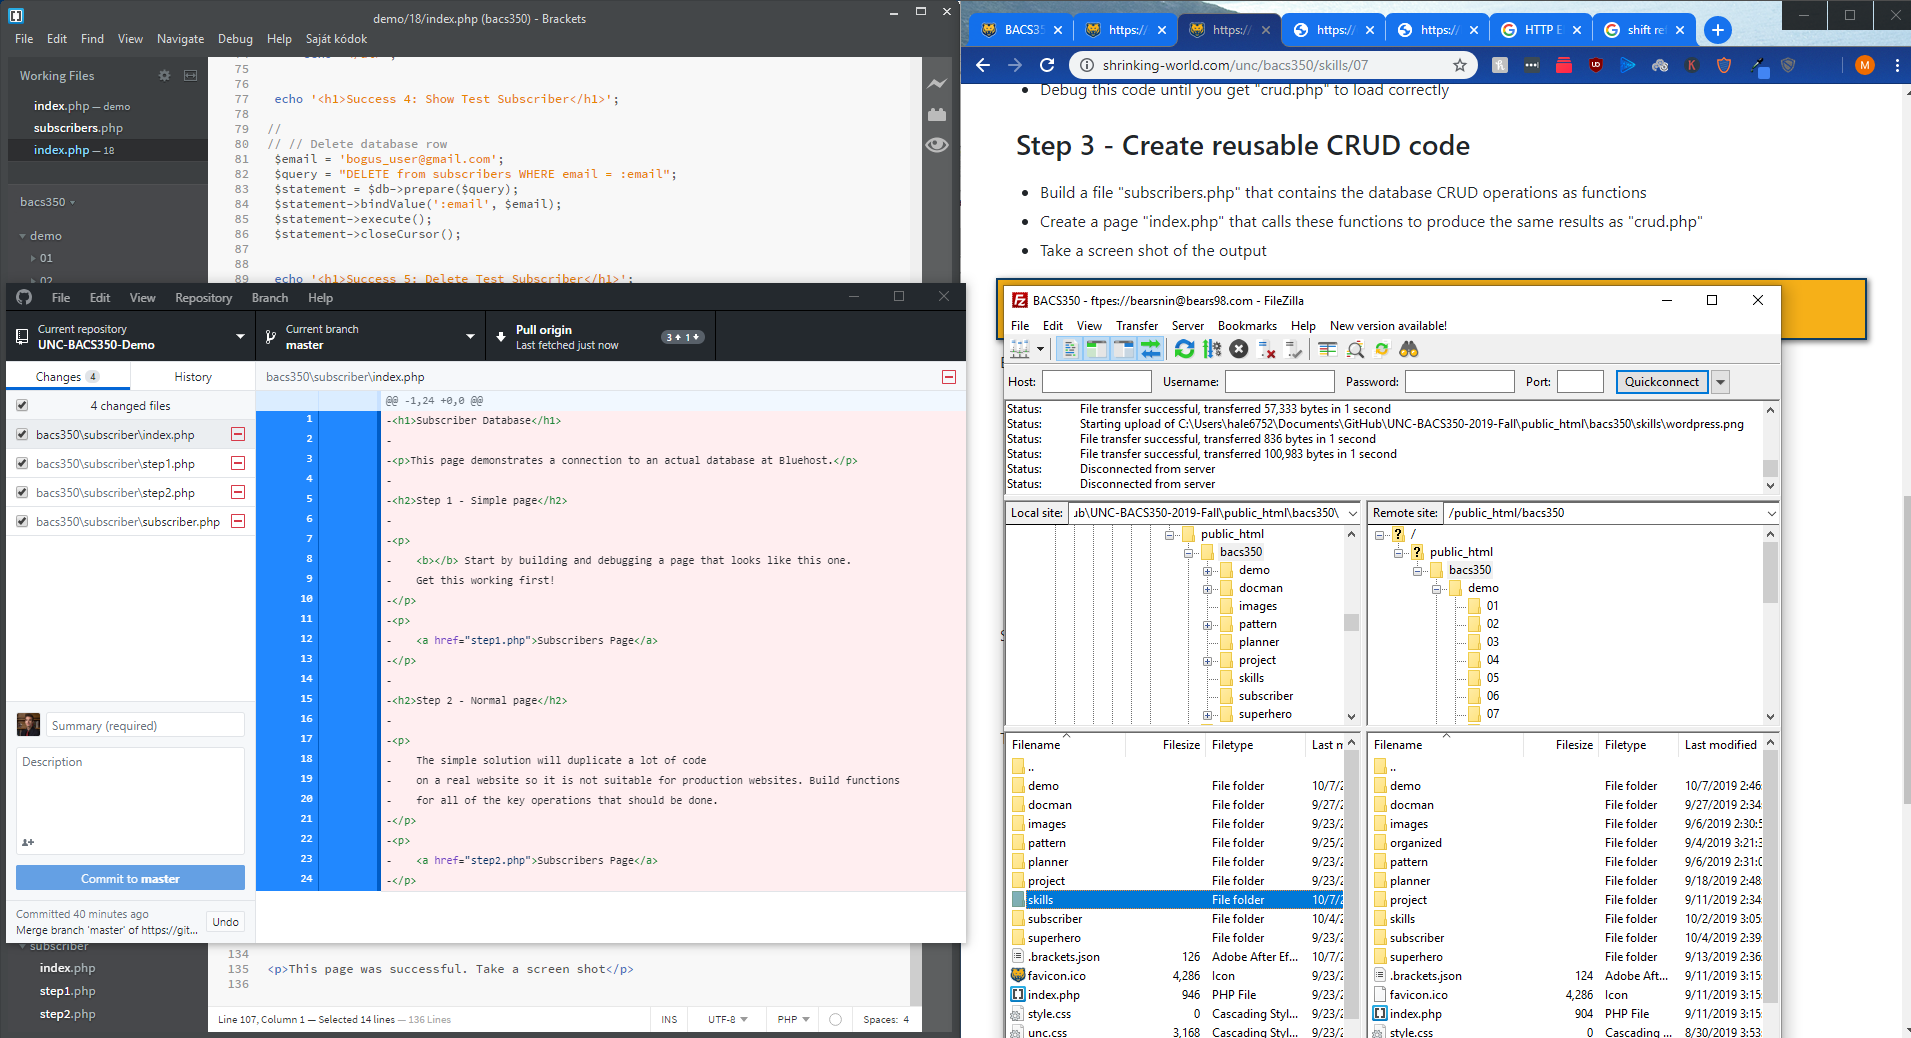 demo/18/index.php (bacs350) - Brackets
File Edit Find View Navigate Debug Help Saját kódok
Working Files
index.php — demo
subscribers.php
index.php — 18
bacs350
demo
01
02
75
76
77 echo '<h1>Success 4: Show Test Subscriber</h1>';
78
79 //
80 // // Delete database row
81 $email = 'bogus_user@gmail.com';
82 $query = "DELETE from subscribers WHERE email = :email";
83 $statement = $db->prepare($query);
84 $statement->bindValue(':email', $email);
85 $statement->execute();
86 $statement->closeCursor();
87
88
89 echo '<h1>Success 5: Delete Test Subscriber</h1>';
File Edit View Repository Branch Help
Current repository
UNC-BACS350-Demo
Current branch
master
Pull origin
Last fetched just now
3 1
Changes 4 History
4 changed files
bacs350\subscriber\index.php
bacs350\subscriber\step1.php
bacs350\subscriber\step2.php
bacs350\subscriber\subscriber.php
Summary (required)
Description
Commit to master
Committed 40 minutes ago
Merge branch 'master' of https://git...
Undo
bacs350\subscriber\index.php
@@ -1,24 +0,0 @@
1 -<h1>Subscriber Database</h1>
2 -
3 -<p>This page demonstrates a connection to an actual database at Bluehost.</p>
4 -
5 -<h2>Step 1 - Simple page</h2>
6 -
7 -<p>
8 - <b></b> Start by building and debugging a page that looks like this one.
9 - Get this working first!
10 -</p>
11 -<p>
12 - <a href="step1.php">Subscribers Page</a>
13 -</p>
14 -
15 -<h2>Step 2 - Normal page</h2>
16 -
17 -<p>
18 - The simple solution will duplicate a lot of code
19 - on a real website so it is not suitable for production websites. Build functions
20 - for all of the key operations that should be done.
21 -</p>
22 -<p>
23 - <a href="step2.php">Subscribers Page</a>
24 -</p>
subscriber
index.php
step1.php
step2.php
134
135 <p>This page was successful. Take a screen shot</p>
136
Line 107, Column 1 — Selected 14 lines — 136 Lines
INS UTF-8 PHP Spaces: 4
BACS35 https:/ https:/ https:/ https:/ HTTP E shift re
shrinking-world.com/unc/bacs350/skills/07
M
Debug this code until you get "crud.php" to load correctly
Step 3 - Create reusable CRUD code
Build a file "subscribers.php" that contains the database CRUD operations as functions
Create a page "index.php" that calls these functions to produce the same results as "crud.php"
Take a screen shot of the output
BACS350 - ftpes://bearsnin@bears98.com - FileZilla
File Edit View Transfer Server Bookmarks Help New version available!
Host: Username: Password: Port: Quickconnect
Status: File transfer successful, transferred 57,333 bytes in 1 second
Status: Starting upload of C:\Users\hale6752\Documents\GitHub\UNC-BACS350-2019-Fall\public_html\bacs350\skills\wordpress.png
Status: File transfer successful, transferred 836 bytes in 1 second
Status: File transfer successful, transferred 100,983 bytes in 1 second
Status: Disconnected from server
Status: Disconnected from server
Local site: ub\UNC-BACS350-2019-Fall\public_html\bacs350\
public_html
bacs350
demo
docman
images
pattern
planner
project
skills
subscriber
superhero
Remote site: /public_html/bacs350
/
public_html
bacs350
demo
01
02
03
04
05
06
07
Filename Filesize Filetype Last m
..
demo File folder 10/7/2
docman File folder 9/27/2
images File folder 9/23/2
pattern File folder 9/25/2
planner File folder 9/23/2
project File folder 9/23/2
skills File folder 10/7/2
subscriber File folder 10/4/2
superhero File folder 9/23/2
.brackets.json 126 Adobe After Ef... 10/7/2
favicon.ico 4,286 Icon 9/23/2
index.php 946 PHP File 9/23/2
style.css 0 Cascading Styl... 9/23/2
unc.css 3,168 Cascading Styl... 9/23/2
Filename Filesize Filetype Last modified
..
demo File folder 10/7/2019 2:46
docman File folder 9/27/2019 2:34
images File folder 9/6/2019 2:30:5
organized File folder 9/4/2019 3:21:3
pattern File folder 9/6/2019 2:31:0
planner File folder 9/18/2019 2:48
project File folder 9/11/2019 2:34
skills File folder 10/2/2019 3:05
subscriber File folder 10/4/2019 2:39
superhero File folder 9/13/2019 2:36
.brackets.json 124 Adobe Aft... 9/11/2019 3:15
favicon.ico 4,286 Icon 9/11/2019 3:15
index.php 904 PHP File 9/11/2019 3:15
style.css 0 Cascading ... 8/30/2019 3:53